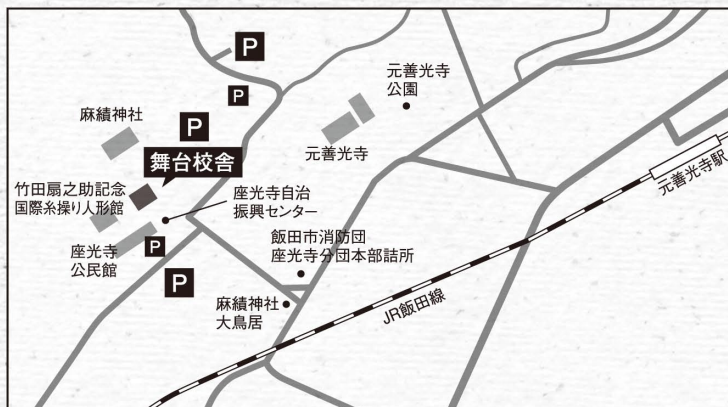 P
P
P
麻績神社
舞台校舎
竹田扇之助記念
国際糸操り人形館
座光寺自治
振興センター
座光寺
公民館
P
P
元善光寺
公園
元善光寺
飯田市消防団
座光寺分団本部詰所
麻績神社
大鳥居
JR飯田線
元善光寺駅